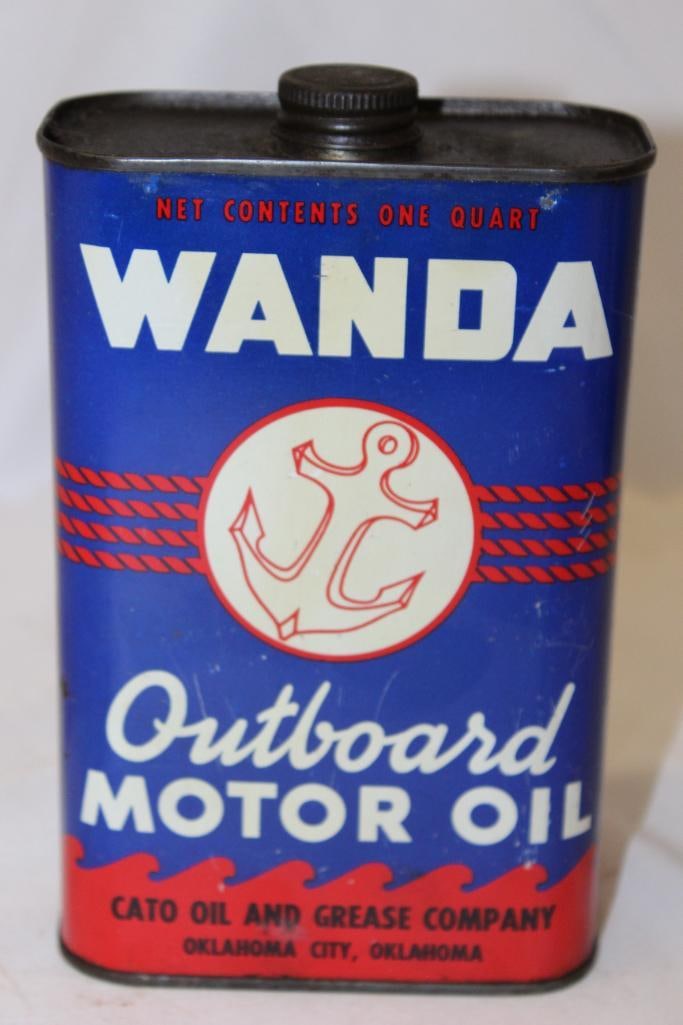 NET CONTENTS ONE QUART
WANDA
Outboard
MOTOR OIL
CATO OIL AND GREASE COMPANY
OKLAHOMA CITY, OKLAHOMA